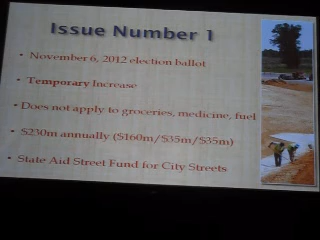 Issue Number 1
• November 6, 2012 election ballot
• Temporary Increase
• Does not apply to groceries, medicine, fuel
• $230m annually ($160m/$35m/$35m)
• State Aid Street Fund for City Streets